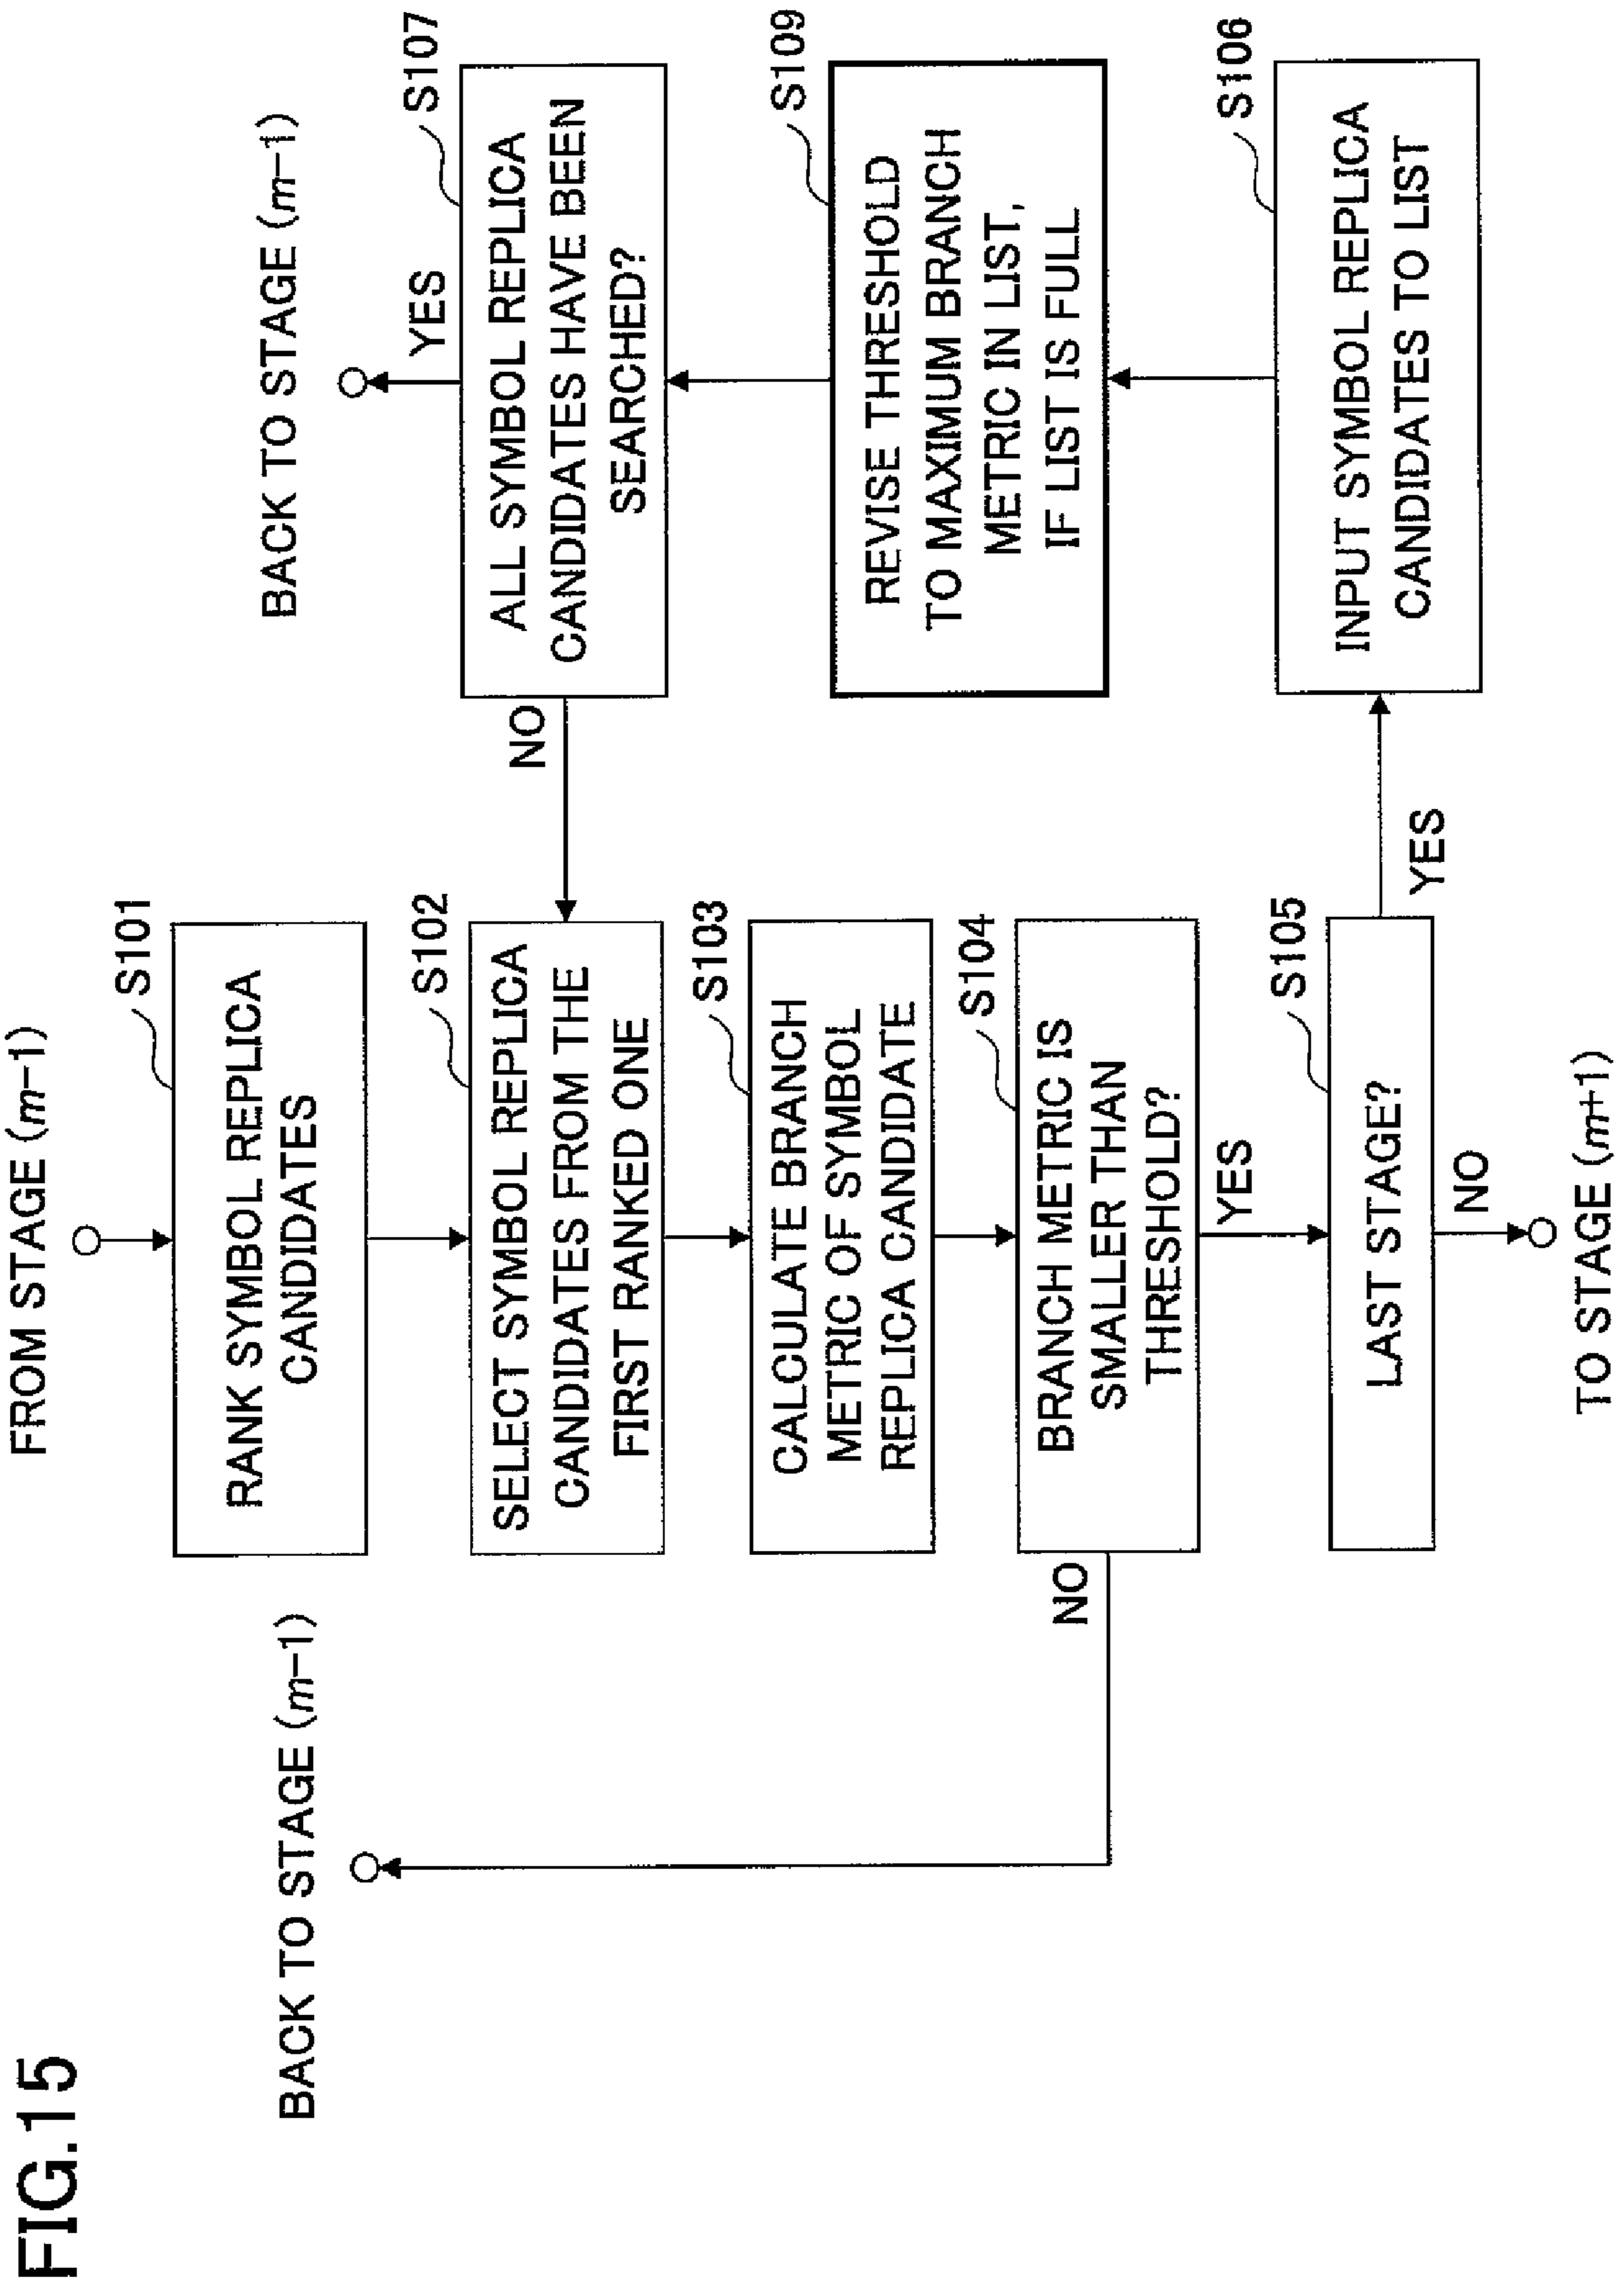 FIG.15
FROM STAGE (m-1)
S101
RANK SYMBOL REPLICA
CANDIDATES
S102
SELECT SYMBOL REPLICA
CANDIDATES FROM THE
FIRST RANKED ONE
S103
CALCULATE BRANCH
METRIC OF SYMBOL
REPLICA CANDIDATE
S104
BRANCH METRIC IS
SMALLER THAN
THRESHOLD?
NO
BACK TO STAGE (m-1)
YES
S105
LAST STAGE?
NO
TO STAGE (m+1)
YES
S106
INPUT SYMBOL REPLICA
CANDIDATES TO LIST
S109
REVISE THRESHOLD
TO MAXIMUM BRANCH
METRIC IN LIST,
IF LIST IS FULL
S107
ALL SYMBOL REPLICA
CANDIDATES HAVE BEEN
SEARCHED?
NO
YES
BACK TO STAGE (m-1)